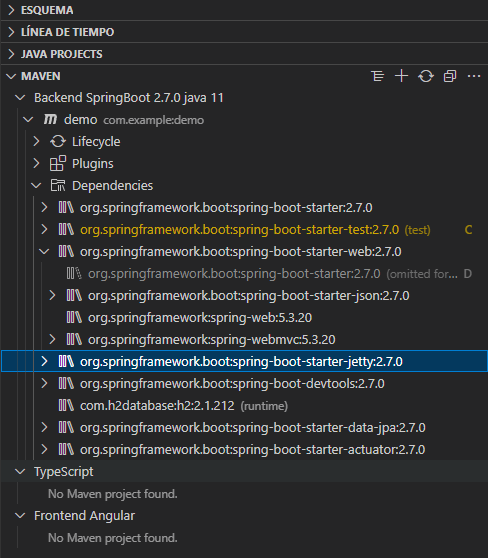 ESQUEMA
LÍNEA DE TIEMPO
JAVA PROJECTS
MAVEN
Backend SpringBoot 2.7.0 java 11
demo com.example:demo
Lifecycle
Plugins
Dependencies
org.springframework.boot:spring-boot-starter:2.7.0
org.springframework.boot:spring-boot-starter-test:2.7.0 (test) C
org.springframework.boot:spring-boot-starter-web:2.7.0
org.springframework.boot:spring-boot-starter:2.7.0 (omitted for... D
org.springframework.boot:spring-boot-starter-json:2.7.0
org.springframework:spring-web:5.3.20
org.springframework:spring-webmvc:5.3.20
org.springframework.boot:spring-boot-starter-jetty:2.7.0
org.springframework.boot:spring-boot-devtools:2.7.0
com.h2database:h2:2.1.212 (runtime)
org.springframework.boot:spring-boot-starter-data-jpa:2.7.0
org.springframework.boot:spring-boot-starter-actuator:2.7.0
TypeScript
No Maven project found.
Frontend Angular
No Maven project found.